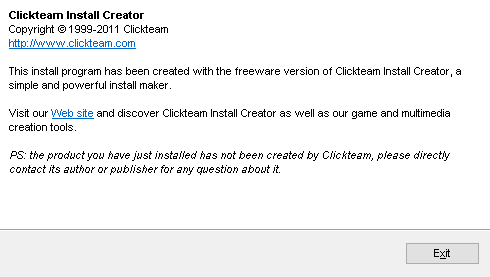 Clickteam Install Creator
Copyright © 1999-2011 Clickteam
http://www.clickteam.com
This install program has been created with the freeware version of Clickteam Install Creator, a
simple and powerful install maker.
Visit our Web site and discover Clickteam Install Creator as well as our game and multimedia
creation tools.
PS: the product you have just installed has not been created by Clickteam, please directly
contact its author or publisher for any question about it.
Exit